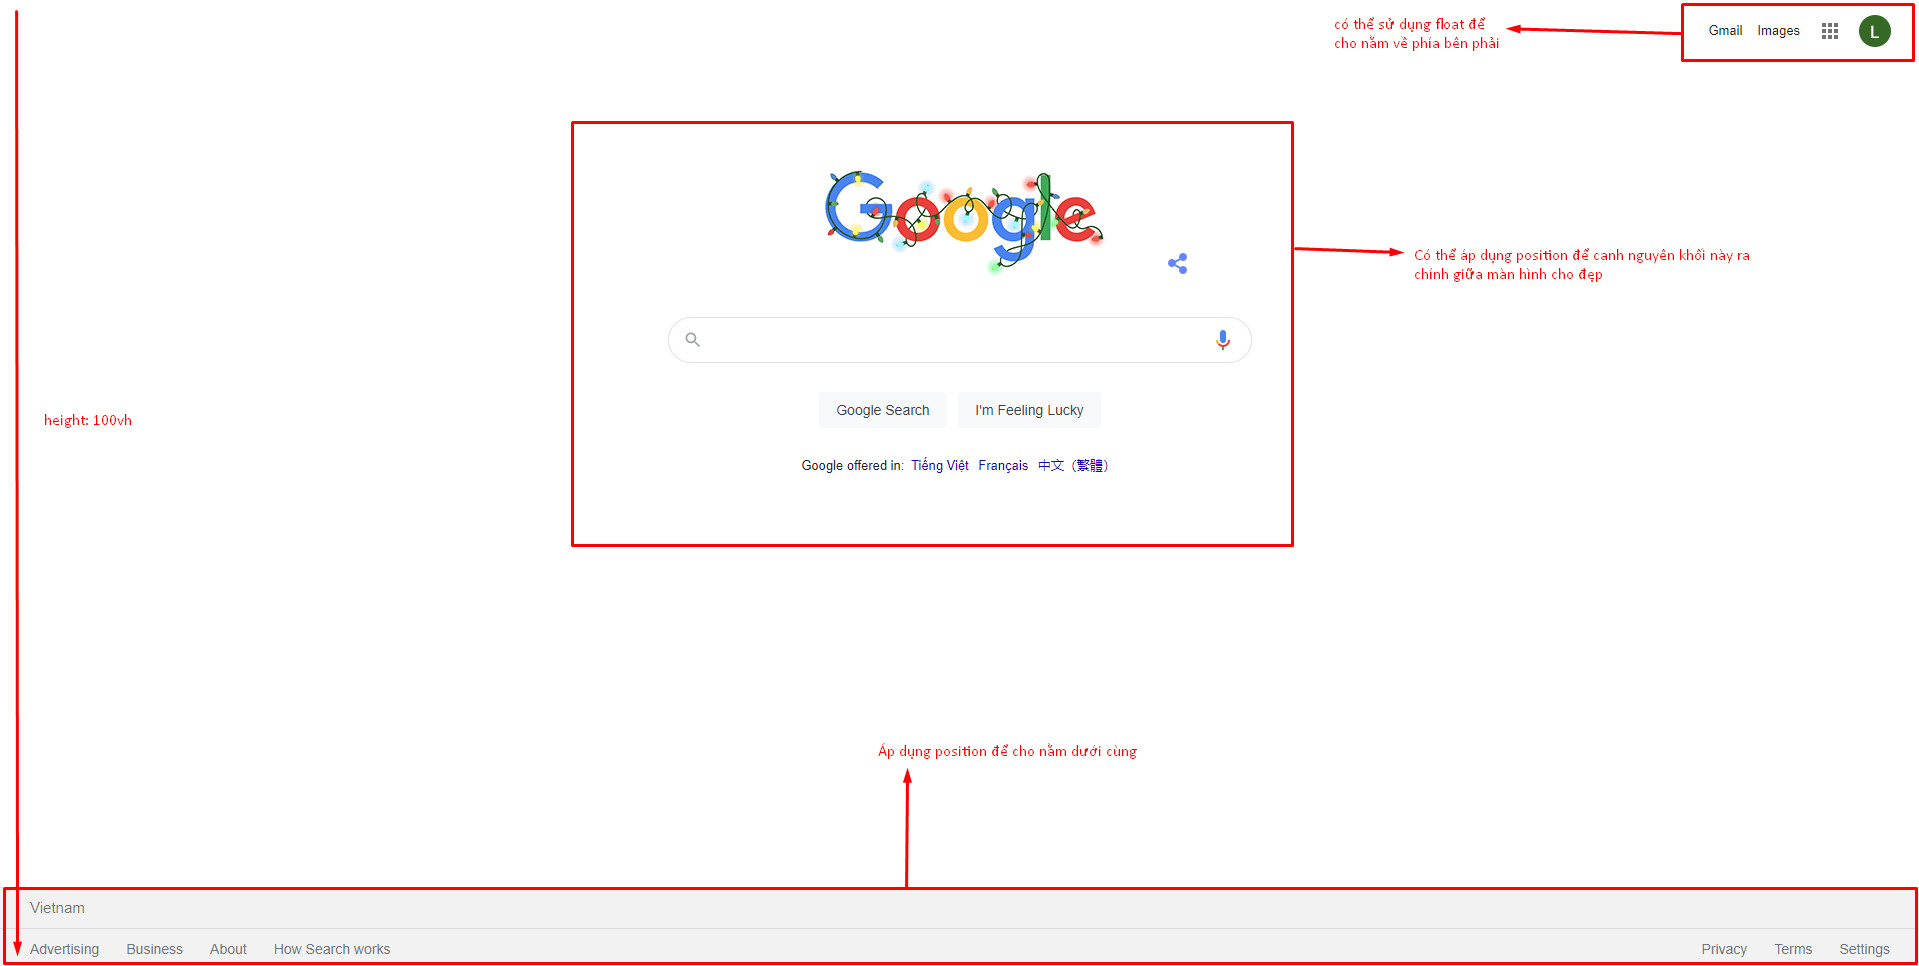 có thể sử dụng float để
cho nằm về phía bên phải
Gmail Images L
Google
Có thể áp dụng position để canh nguyên khối này ra
chính giữa màn hình cho đẹp
height: 100vh
Google Search I'm Feeling Lucky
Google offered in: Tiếng Việt Français 中文（繁體）
Áp dụng position để cho nằm dưới cùng
Vietnam
Advertising Business About How Search works Privacy Terms Settings